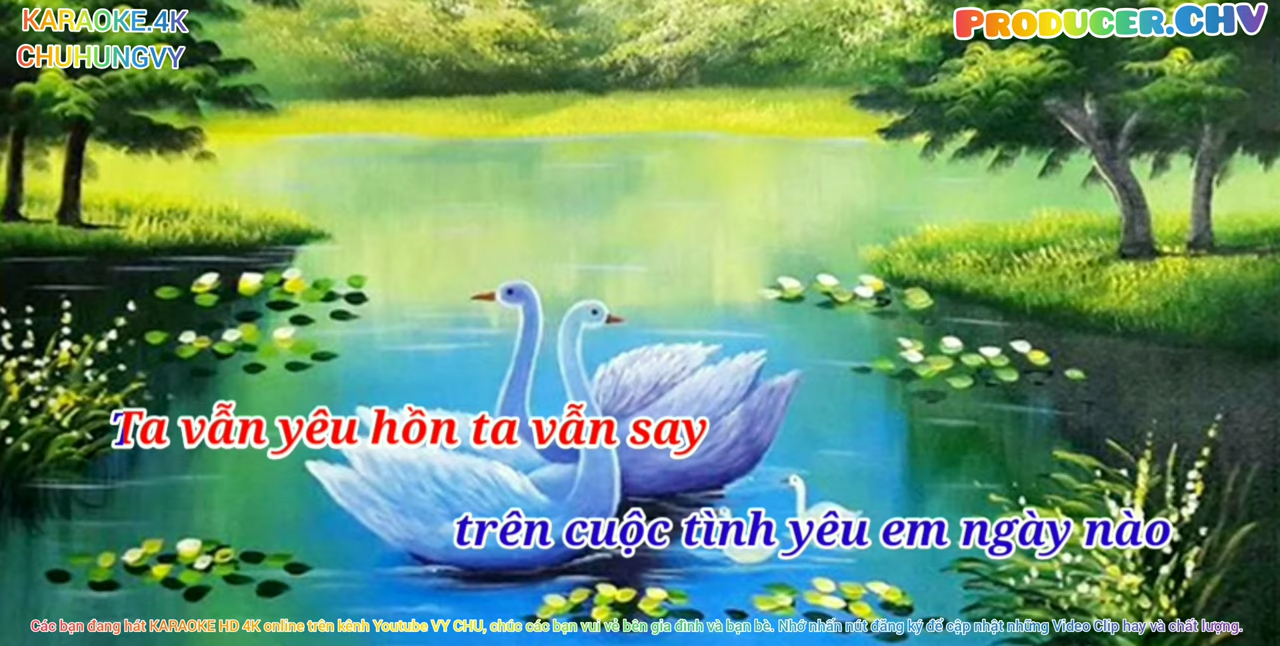 KARAOKE.4K
CHUHUNGVY
PRODUCER.CHV
Ta vẫn yêu hồn ta vẫn say
trên cuộc tình yêu em ngày nào
Các bạn đang hát KARAOKE HD 4K online trên kênh Youtube VY CHU, chúc các bạn vui vẻ bên gia đình và bạn bè. Nhớ nhấn nút đăng ký để cập nhật những Video Clip hay và chất lượng.